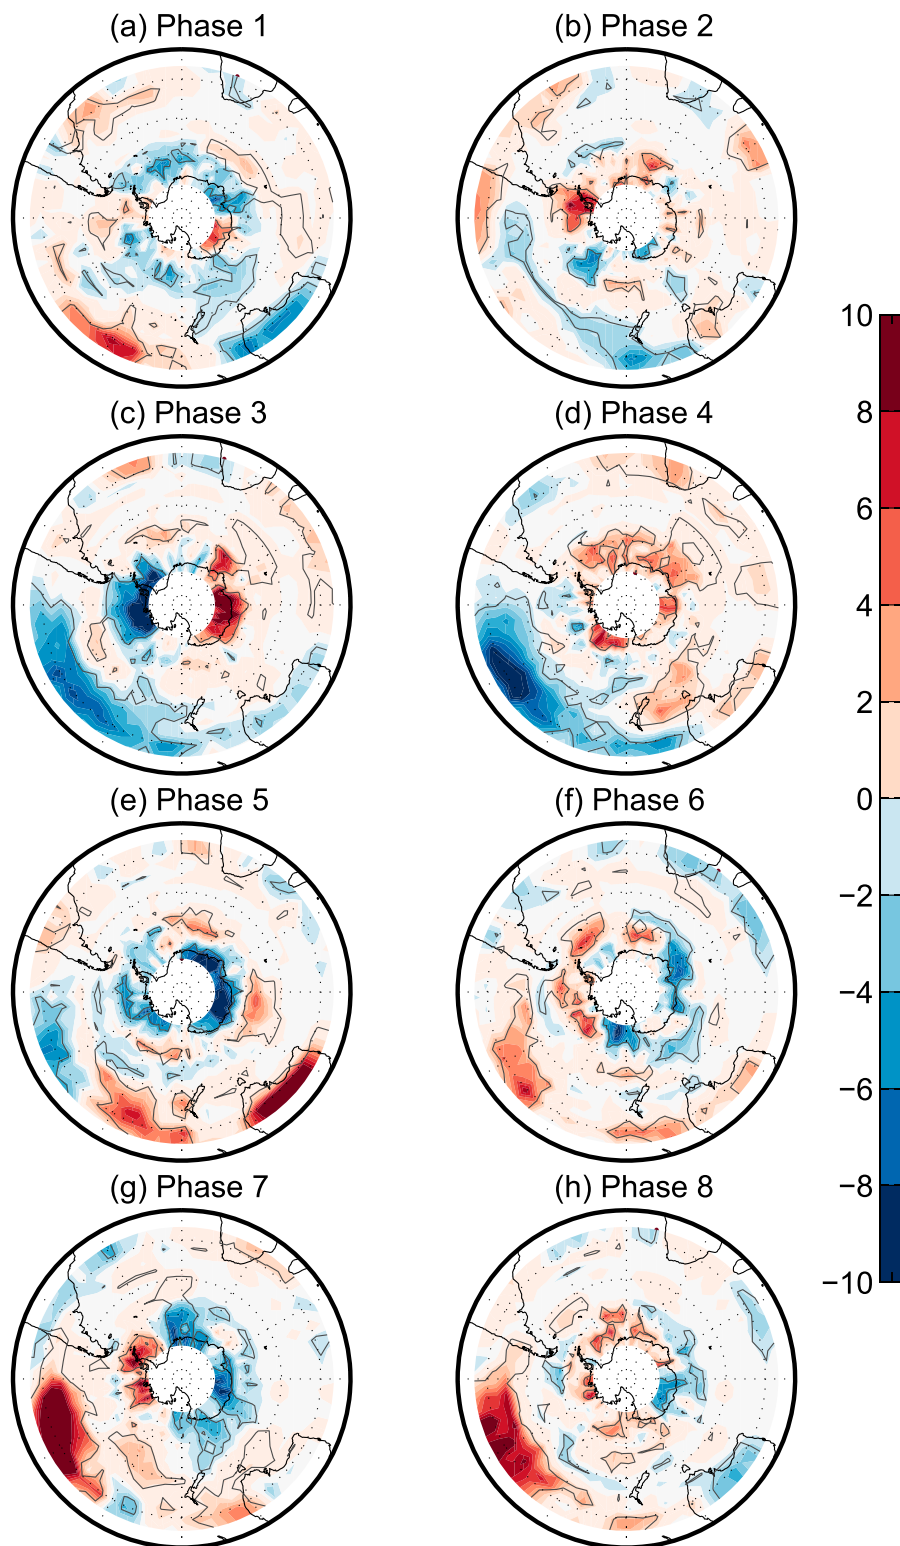 (a) Phase 1
(b) Phase 2
(c) Phase 3
(d) Phase 4
(e) Phase 5
(f) Phase 6
(g) Phase 7
(h) Phase 8
10
8
6
4
2
0
−2
−4
−6
−8
−10